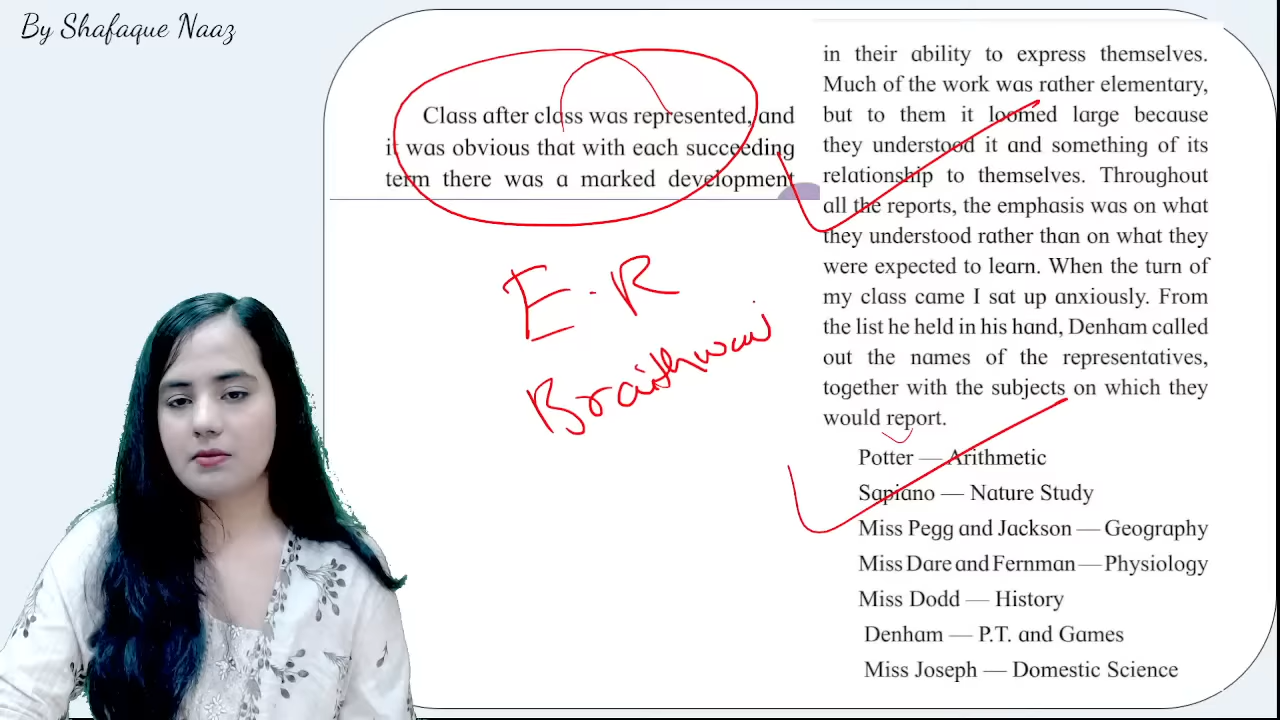 By Shafaque Naaz
Class after class was represented, and
it was obvious that with each succeeding
term there was a marked development
E.R
Braithwai
in their ability to express themselves.
Much of the work was rather elementary,
but to them it loomed large because
they understood it and something of its
relationship to themselves. Throughout
all the reports, the emphasis was on what
they understood rather than on what they
were expected to learn. When the turn of
my class came I sat up anxiously. From
the list he held in his hand, Denham called
out the names of the representatives,
together with the subjects on which they
would report.
Potter — Arithmetic
Sapiano — Nature Study
Miss Pegg and Jackson — Geography
Miss Dare and Fernman — Physiology
Miss Dodd — History
Denham — P.T. and Games
Miss Joseph — Domestic Science